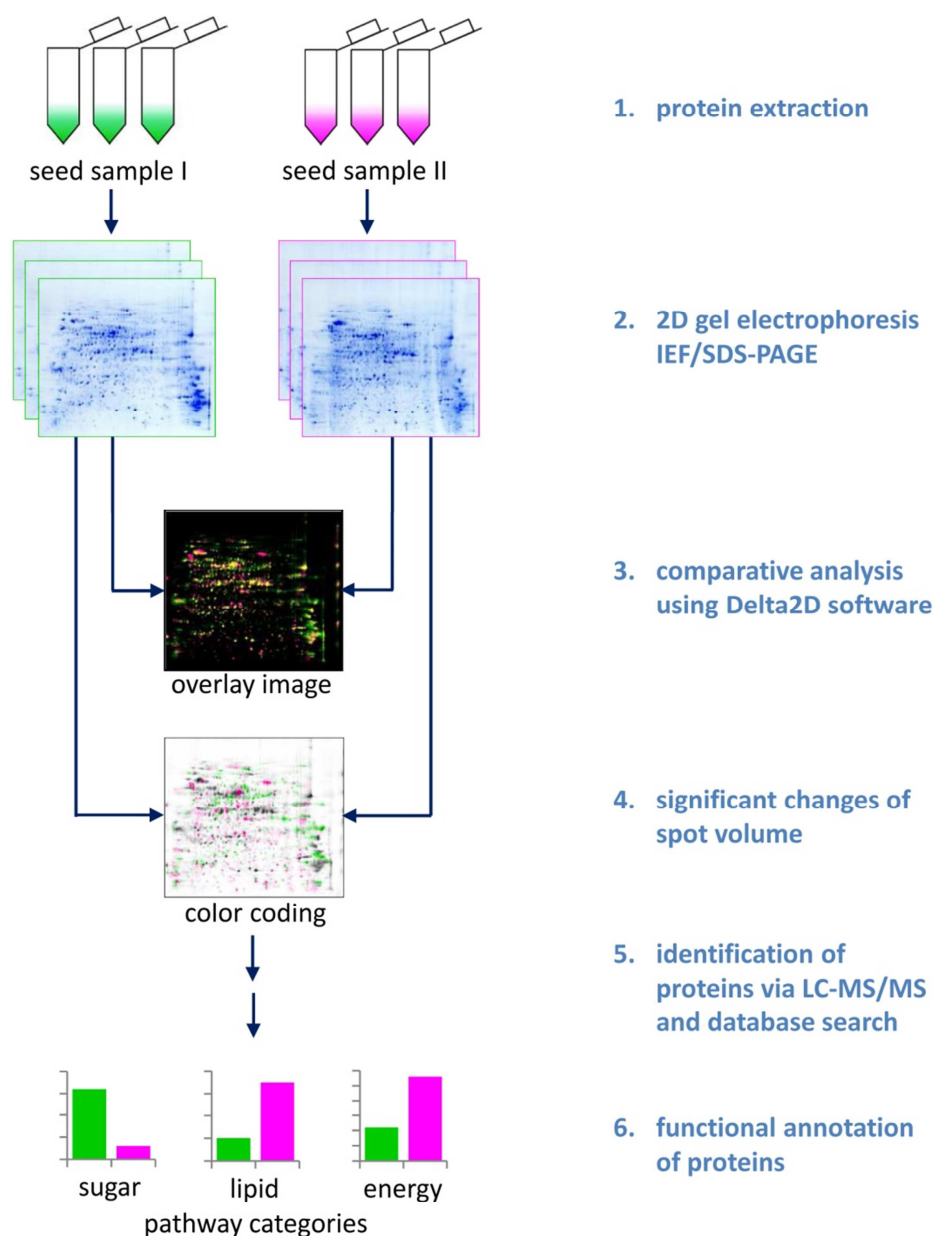 seed sample I
seed sample II
1. protein extraction
2. 2D gel electrophoresis
IEF/SDS-PAGE
3. comparative analysis
using Delta2D software
overlay image
4. significant changes of
spot volume
color coding
5. identification of
proteins via LC-MS/MS
and database search
6. functional annotation
of proteins
sugar
lipid
energy
pathway categories